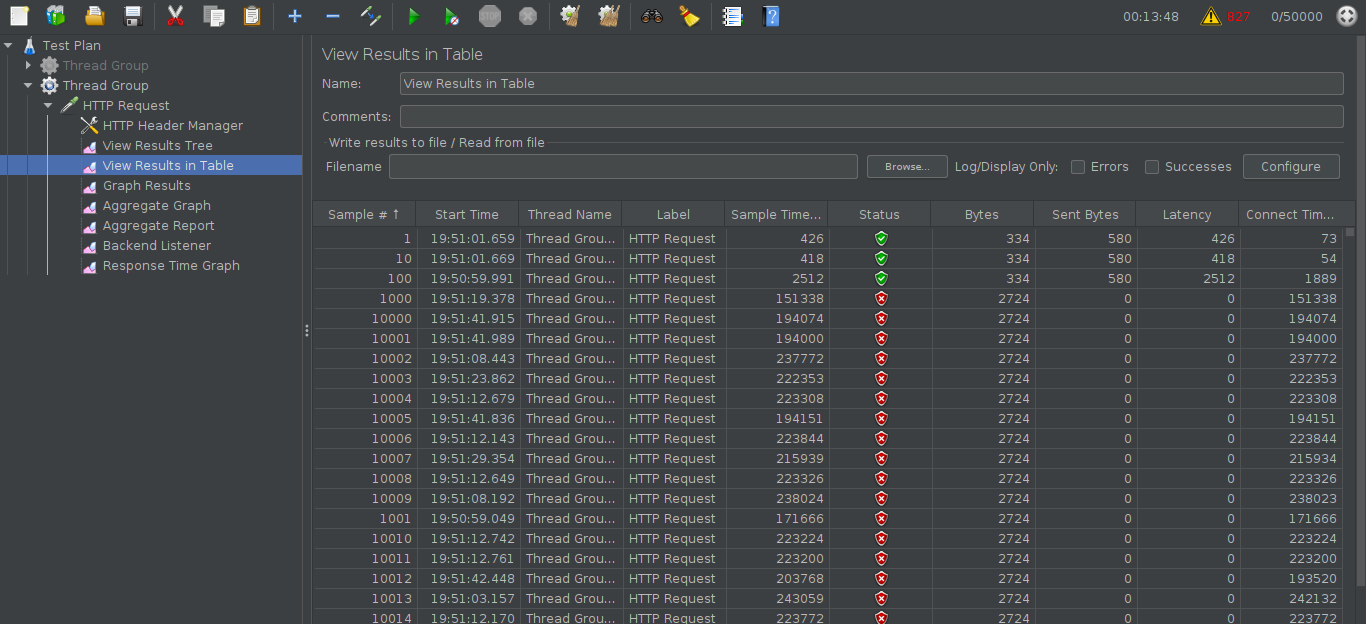 00:13:48 827 0/50000
Test Plan
Thread Group
Thread Group
HTTP Request
HTTP Header Manager
View Results Tree
View Results in Table
Graph Results
Aggregate Graph
Aggregate Report
Backend Listener
Response Time Graph
View Results in Table
Name: View Results in Table
Comments:
Write results to file / Read from file
Filename Browse... Log/Display Only: Errors Successes Configure
Sample # ↑ Start Time Thread Name Label Sample Time... Status Bytes Sent Bytes Latency Connect Tim...
1 19:51:01.659 Thread Grou... HTTP Request 426 334 580 426 73
10 19:51:01.669 Thread Grou... HTTP Request 418 334 580 418 54
100 19:50:59.991 Thread Grou... HTTP Request 2512 334 580 2512 1889
1000 19:51:19.378 Thread Grou... HTTP Request 151338 2724 0 0 151338
10000 19:51:41.915 Thread Grou... HTTP Request 194074 2724 0 0 194074
10001 19:51:41.989 Thread Grou... HTTP Request 194000 2724 0 0 194000
10002 19:51:08.443 Thread Grou... HTTP Request 237772 2724 0 0 237772
10003 19:51:23.862 Thread Grou... HTTP Request 222353 2724 0 0 222353
10004 19:51:12.679 Thread Grou... HTTP Request 223308 2724 0 0 223308
10005 19:51:41.836 Thread Grou... HTTP Request 194151 2724 0 0 194151
10006 19:51:12.143 Thread Grou... HTTP Request 223844 2724 0 0 223844
10007 19:51:29.354 Thread Grou... HTTP Request 215939 2724 0 0 215934
10008 19:51:12.649 Thread Grou... HTTP Request 223326 2724 0 0 223326
10009 19:51:08.192 Thread Grou... HTTP Request 238024 2724 0 0 238023
1001 19:50:59.049 Thread Grou... HTTP Request 171666 2724 0 0 171666
10010 19:51:12.742 Thread Grou... HTTP Request 223224 2724 0 0 223224
10011 19:51:12.761 Thread Grou... HTTP Request 223200 2724 0 0 223200
10012 19:51:42.448 Thread Grou... HTTP Request 203768 2724 0 0 193520
10013 19:51:03.157 Thread Grou... HTTP Request 243059 2724 0 0 242132
10014 19:51:12.170 Thread Grou... HTTP Request 223772 2724 0 0 223772